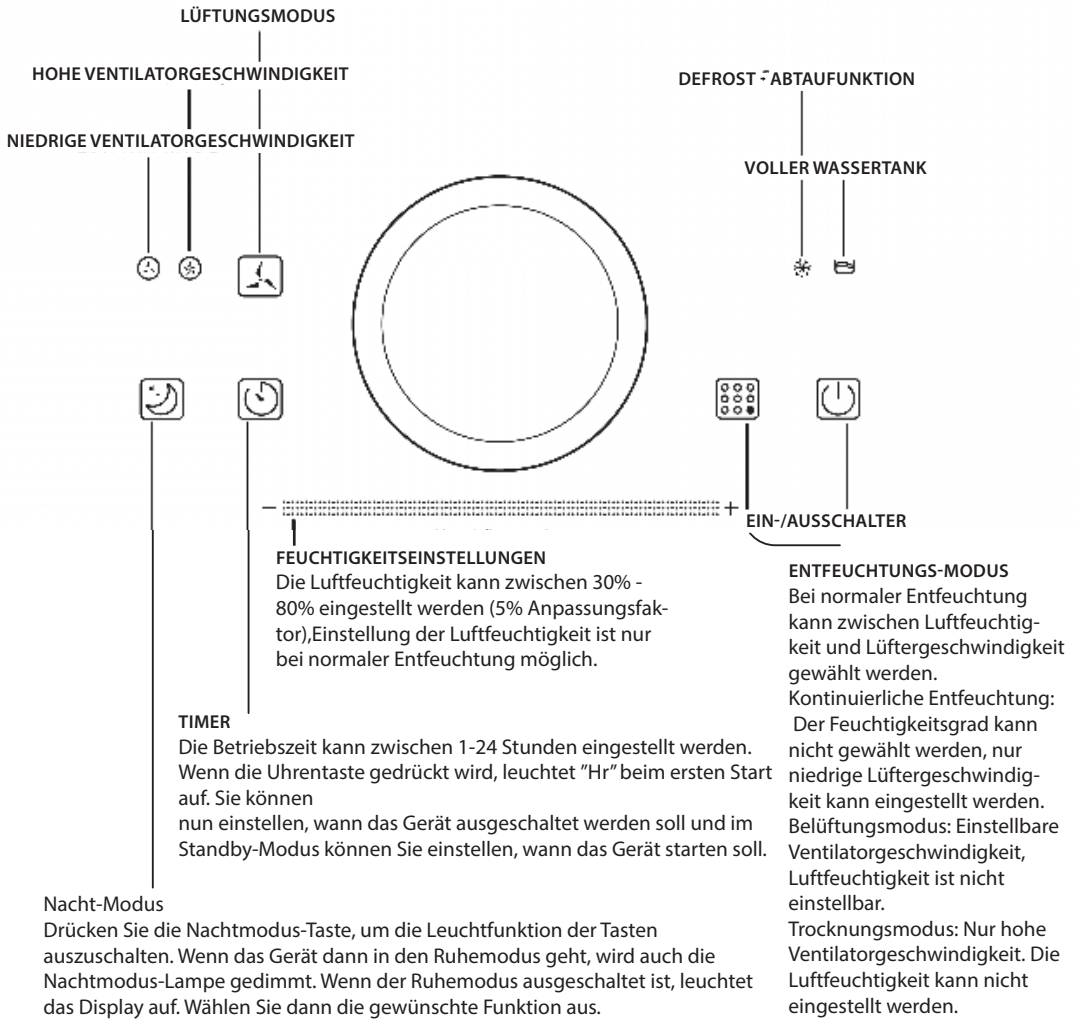 LÜFTUNGSMODUS
HOHE VENTILATORGESCHWINDIGKEIT
NIEDRIGE VENTILATORGESCHWINDIGKEIT
DEFROST - ABTAUFUNKTION
VOLLER WASSERTANK
- +
EIN-/AUSSCHALTER
FEUCHTIGKEITSEINSTELLUNGEN
Die Luftfeuchtigkeit kann zwischen 30% -
80% eingestellt werden (5% Anpassungsfak-
tor),Einstellung der Luftfeuchtigkeit ist nur
bei normaler Entfeuchtung möglich.
ENTFEUCHTUNGS-MODUS
Bei normaler Entfeuchtung
kann zwischen Luftfeuchtig-
keit und Lüftergeschwindigkeit
gewählt werden.
Kontinuierliche Entfeuchtung:
Der Feuchtigkeitsgrad kann
nicht gewählt werden, nur
niedrige Lüftergeschwindig-
keit kann eingestellt werden.
Belüftungsmodus: Einstellbare
Ventilatorgeschwindigkeit,
Luftfeuchtigkeit ist nicht
einstellbar.
Trocknungsmodus: Nur hohe
Ventilatorgeschwindigkeit. Die
Luftfeuchtigkeit kann nicht
eingestellt werden.
TIMER
Die Betriebszeit kann zwischen 1-24 Stunden eingestellt werden.
Wenn die Uhrentaste gedrückt wird, leuchtet "Hr" beim ersten Start
auf. Sie können
nun einstellen, wann das Gerät ausgeschaltet werden soll und im
Standby-Modus können Sie einstellen, wann das Gerät starten soll.
Nacht-Modus
Drücken Sie die Nachtmodus-Taste, um die Leuchtfunktion der Tasten
auszuschalten. Wenn das Gerät dann in den Ruhemodus geht, wird auch die
Nachtmodus-Lampe gedimmt. Wenn der Ruhemodus ausgeschaltet ist, leuchtet
das Display auf. Wählen Sie dann die gewünschte Funktion aus.